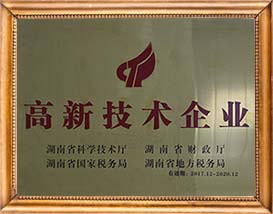 高新技术企业
湖南省科学技术厅 湖南省财政厅
湖南省国家税务局 湖南省地方税务局
有效期：2017.12-2020.12